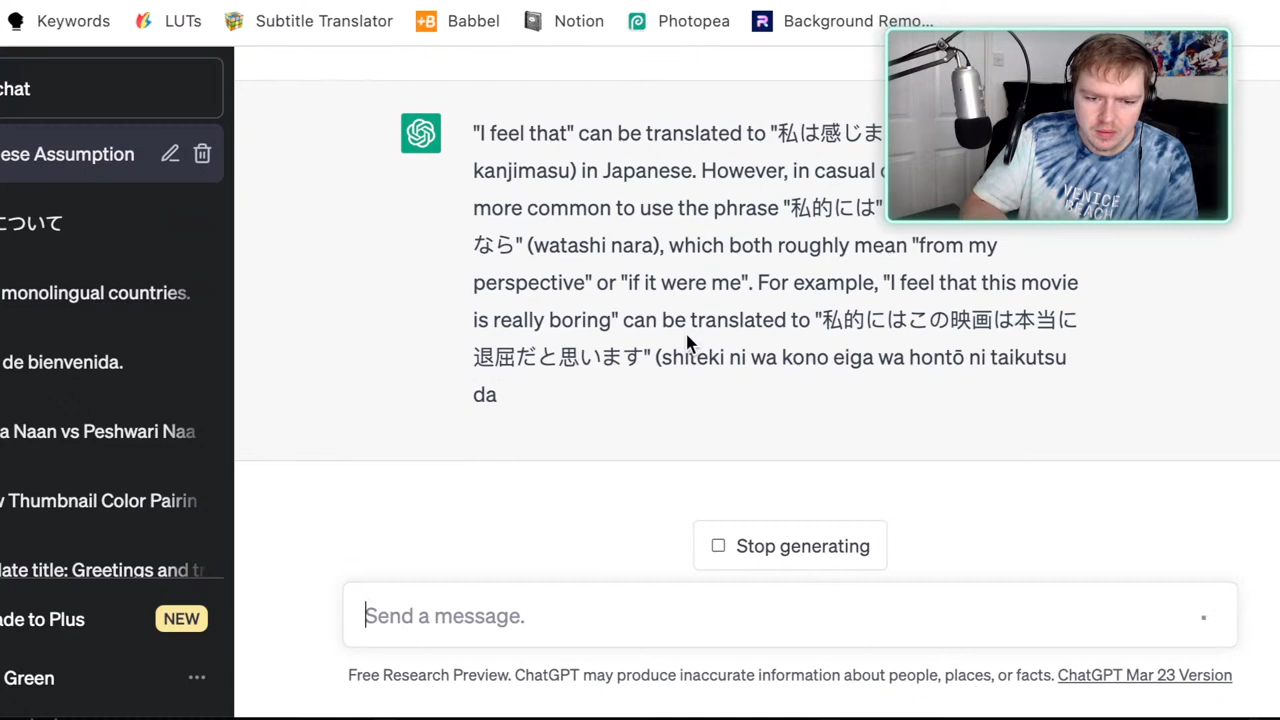 Keywords LUTs Subtitle Translator +B Babbel Notion Photopea R Background Remo...
chat
ese Assumption
について
monolingual countries.
de bienvenida.
a Naan vs Peshwari Naa
w Thumbnail Color Pairin
late title: Greetings and tr
ade to Plus NEW
Green
"I feel that" can be translated to "私は感じま
kanjimasu) in Japanese. However, in casual
more common to use the phrase "私的には"
なら" (watashi nara), which both roughly mean "from my
perspective" or "if it were me". For example, "I feel that this movie
is really boring" can be translated to "私的にはこの映画は本当に
退屈だと思います" (shiteki ni wa kono eiga wa hontō ni taikutsu
da
VENICE
BEACH
Stop generating
Send a message.
Free Research Preview. ChatGPT may produce inaccurate information about people, places, or facts. ChatGPT Mar 23 Version